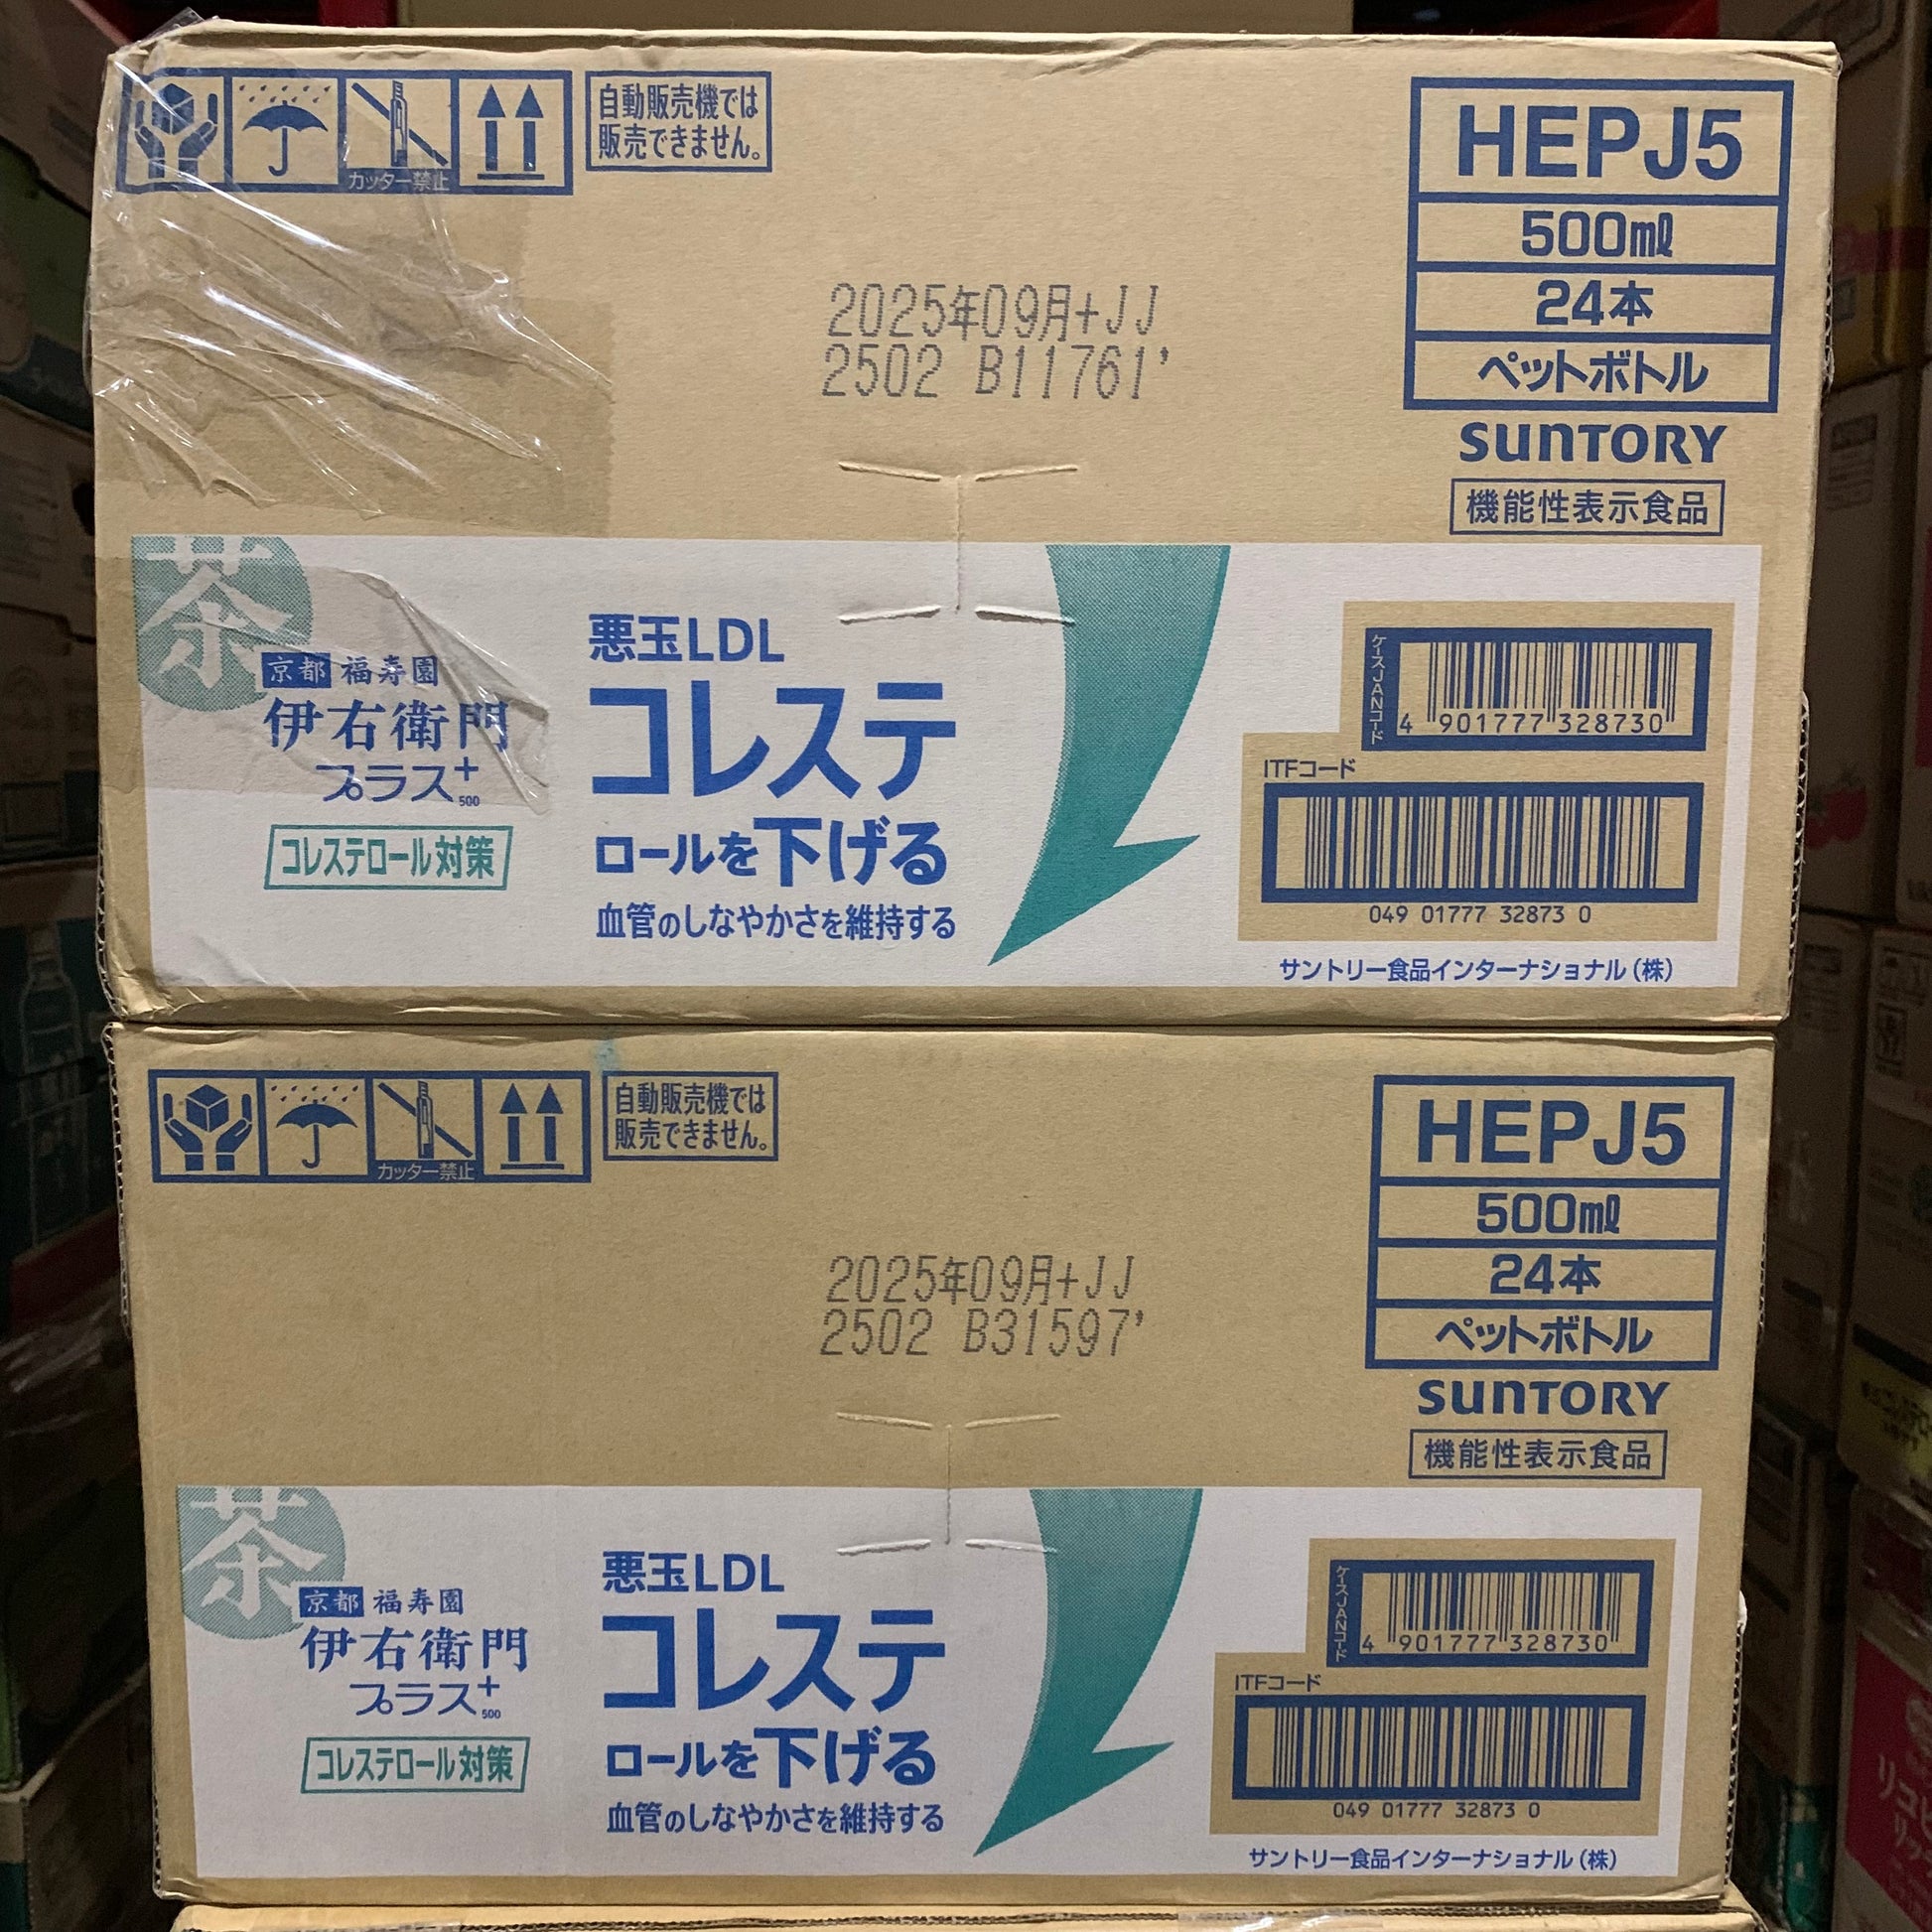 自動販売機では
販売できません。
カッター禁止
HEPJ5
500ml
24本
ペットボトル
SUNTORY
機能性表示食品
2025年09月+JJ
2502 B11761'
茶
京都 福寿園
伊右衛門
プラス+
500
コレステロール対策
悪玉LDL
コレステ
ロールを下げる
血管のしなやかさを維持する
ケースJANコード
4 901777 328730
ITFコード
049 01777 32873 0
サントリー食品インターナショナル(株)
自動販売機では
販売できません。
カッター禁止
HEPJ5
500ml
24本
ペットボトル
SUNTORY
機能性表示食品
2025年09月+JJ
2502 B31597'
茶
京都 福寿園
伊右衛門
プラス+
500
コレステロール対策
悪玉LDL
コレステ
ロールを下げる
血管のしなやかさを維持する
ケースJANコード
4 901777 328730
ITFコード
049 01777 32873 0
サントリー食品インターナショナル(株)